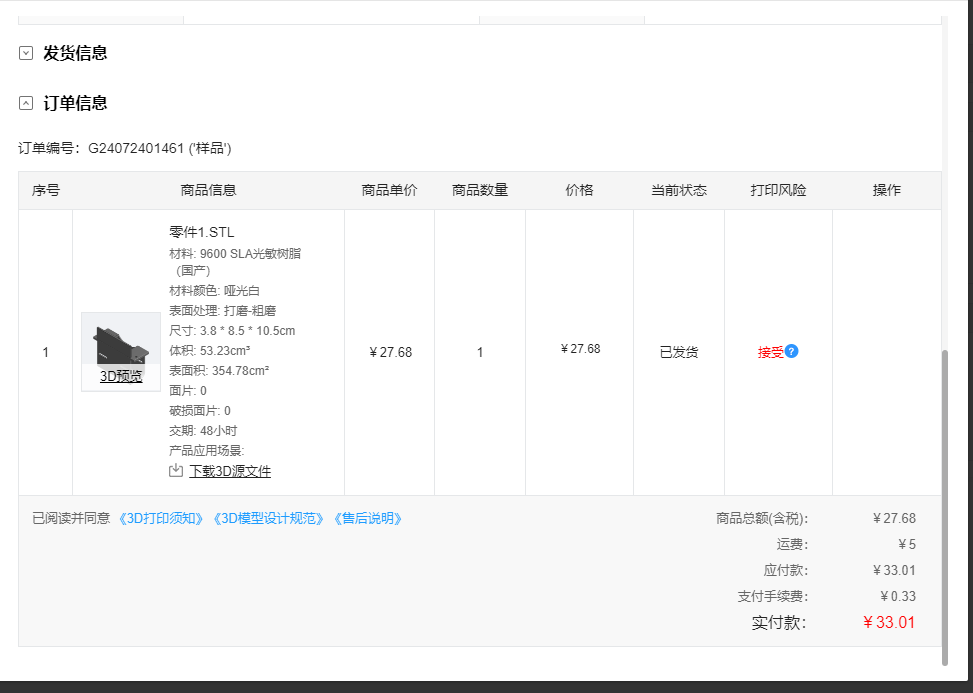 发货信息
订单信息
订单编号：G24072401461 ('样品')
序号 商品信息 商品单价 商品数量 价格 当前状态 打印风险 操作
零件1.STL
材料: 9600 SLA光敏树脂
（国产）
材料颜色: 哑光白
表面处理: 打磨-粗磨
尺寸: 3.8 * 8.5 * 10.5cm
体积: 53.23cm³
表面积: 354.78cm²
面片: 0
破损面片: 0
交期: 48小时
产品应用场景:
下载3D源文件
1 3D预览 ￥27.68 1 ￥27.68 已发货 接受?
已阅读并同意 《3D打印须知》《3D模型设计规范》《售后说明》
商品总额(含税)： ￥27.68
运费： ￥5
应付款： ￥33.01
支付手续费： ￥0.33
实付款： ￥33.01